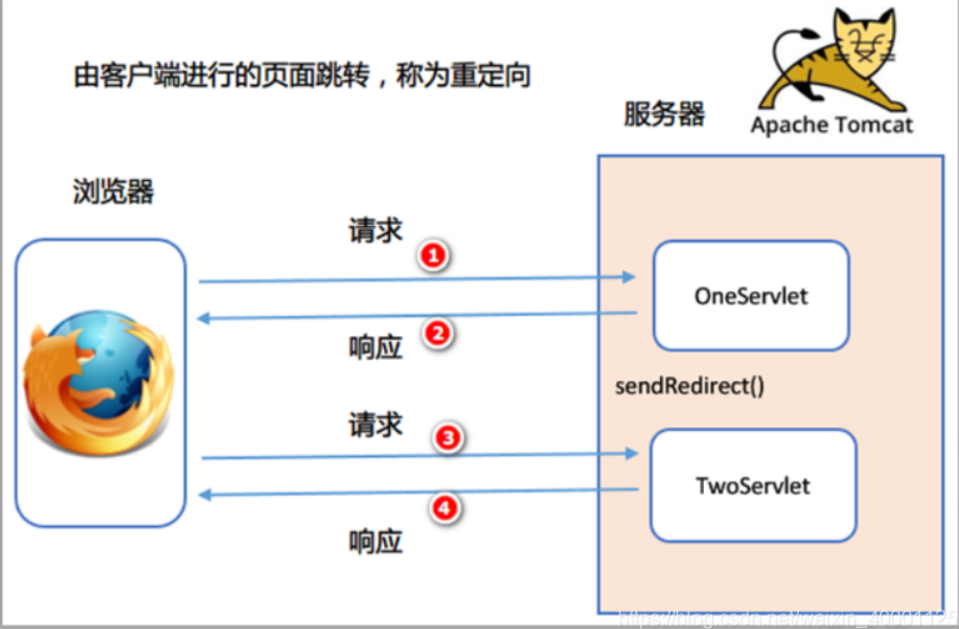 由客户端进行的页面跳转，称为重定向
服务器
Apache Tomcat
浏览器
请求
1
OneServlet
2
响应
sendRedirect()
请求
3
TwoServlet
4
响应
https://blog.csdn.net/weixin_40001125